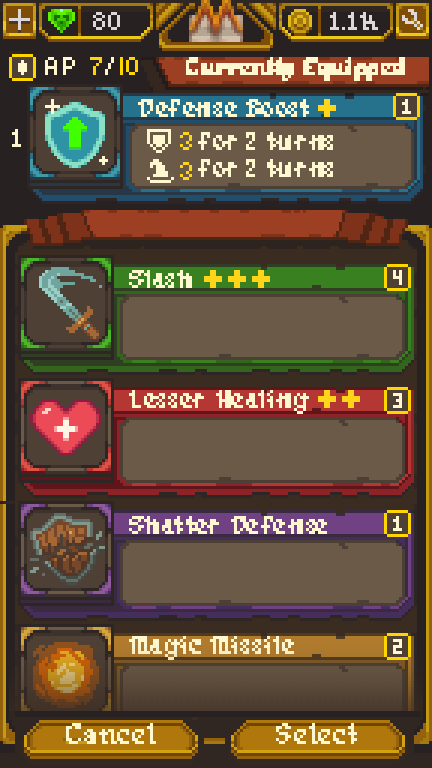 80 1.1k
AP 7/10 Currently Equipped
1 Defense Boost + 1
3 for 2 turns
3 for 2 turns
Slash +++ 4
Lesser Healing ++ 3
Shatter Defense 1
Magic Missile 2
Cancel Select